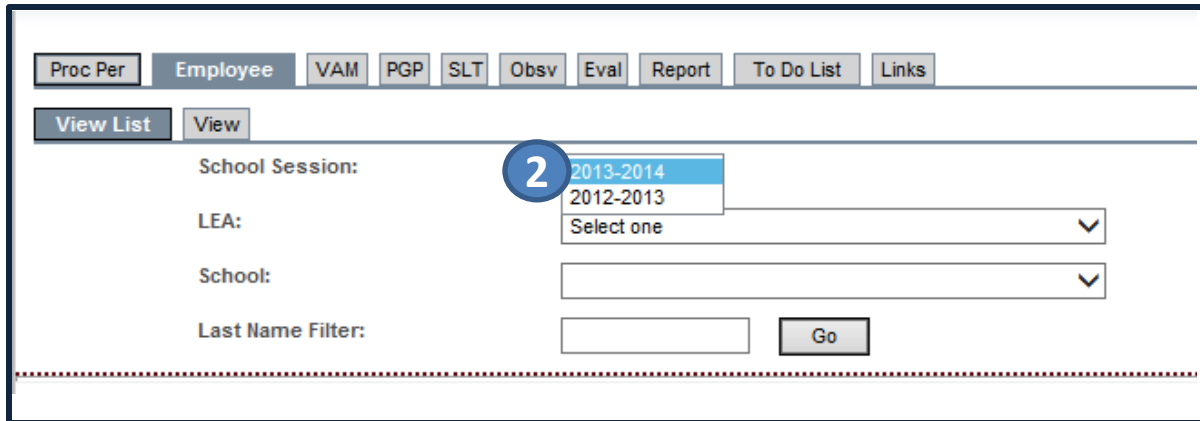 Proc Per Employee VAM PGP SLT Obsv Eval Report To Do List Links
View List View
School Session: 2 2013-2014
2012-2013
LEA: Select one
School:
Last Name Filter: Go